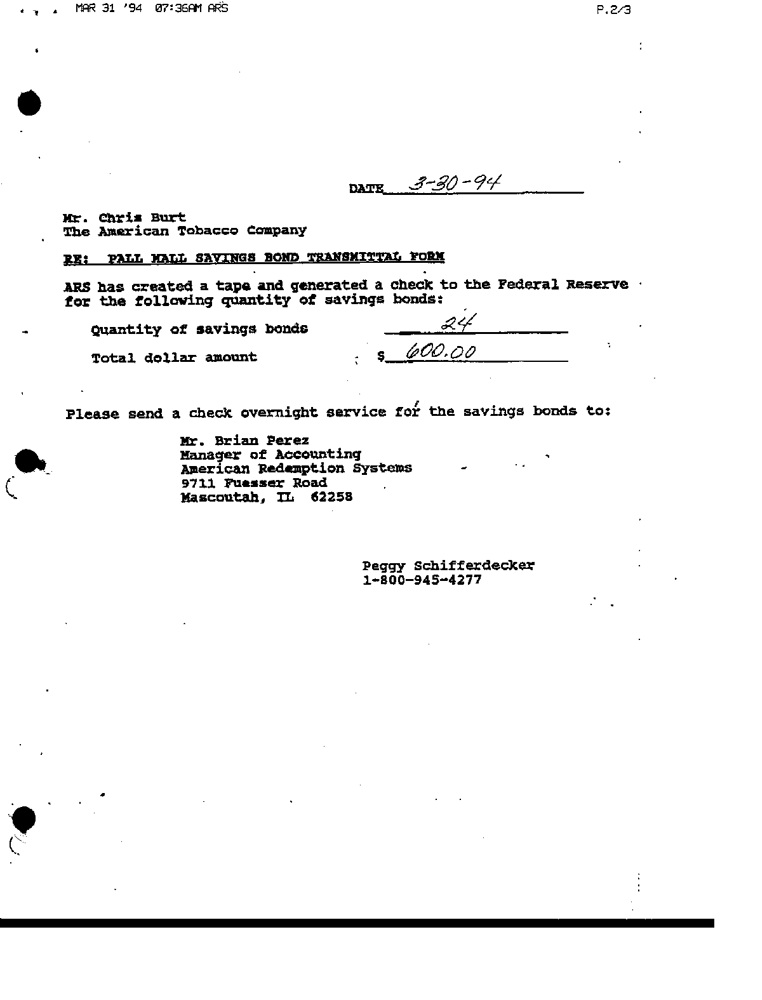 MAR 31 '94 07:36AM ARS P.2/3
DATE 3-30-94
Mr. Chris Burt
The American Tobacco Company
RE: PALL MALL SAVINGS BOND TRANSMITTAL FORM
ARS has created a tape and generated a check to the Federal Reserve
for the following quantity of savings bonds:
Quantity of savings bonds 24
Total dollar amount $ 600.00
Please send a check overnight service for the savings bonds to:
Mr. Brian Perez
Manager of Accounting
American Redemption Systems
9711 Fuesser Road
Mascoutah, IL 62258
Peggy Schifferdecker
1-800-945-4277